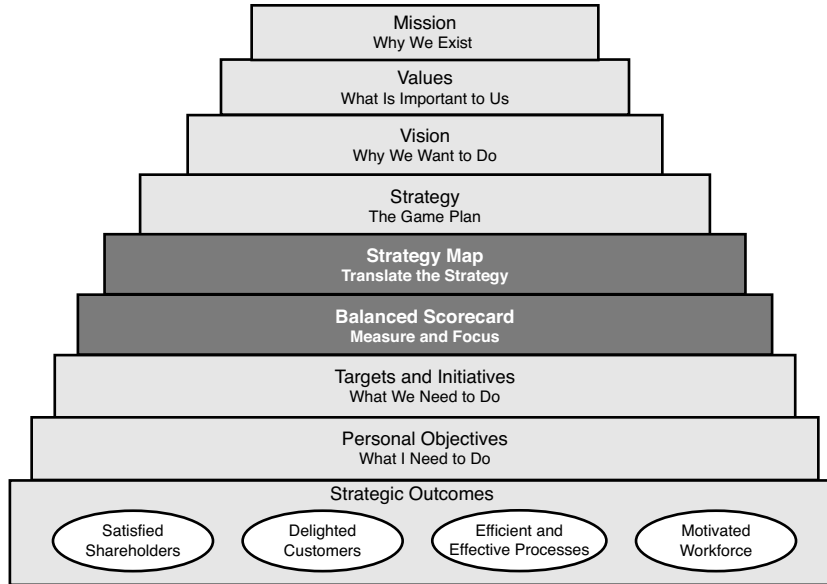 Mission
Why We Exist
Values
What Is Important to Us
Vision
Why We Want to Do
Strategy
The Game Plan
Strategy Map
Translate the Strategy
Balanced Scorecard
Measure and Focus
Targets and Initiatives
What We Need to Do
Personal Objectives
What I Need to Do
Strategic Outcomes
Satisfied
Shareholders
Delighted
Customers
Efficient and
Effective Processes
Motivated
Workforce